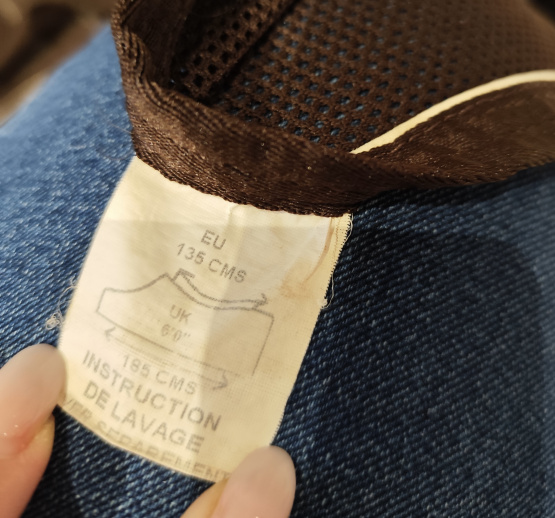 EU
135 CMS
UK
6'0"
185 CMS
INSTRUCTION
DE LAVAGE